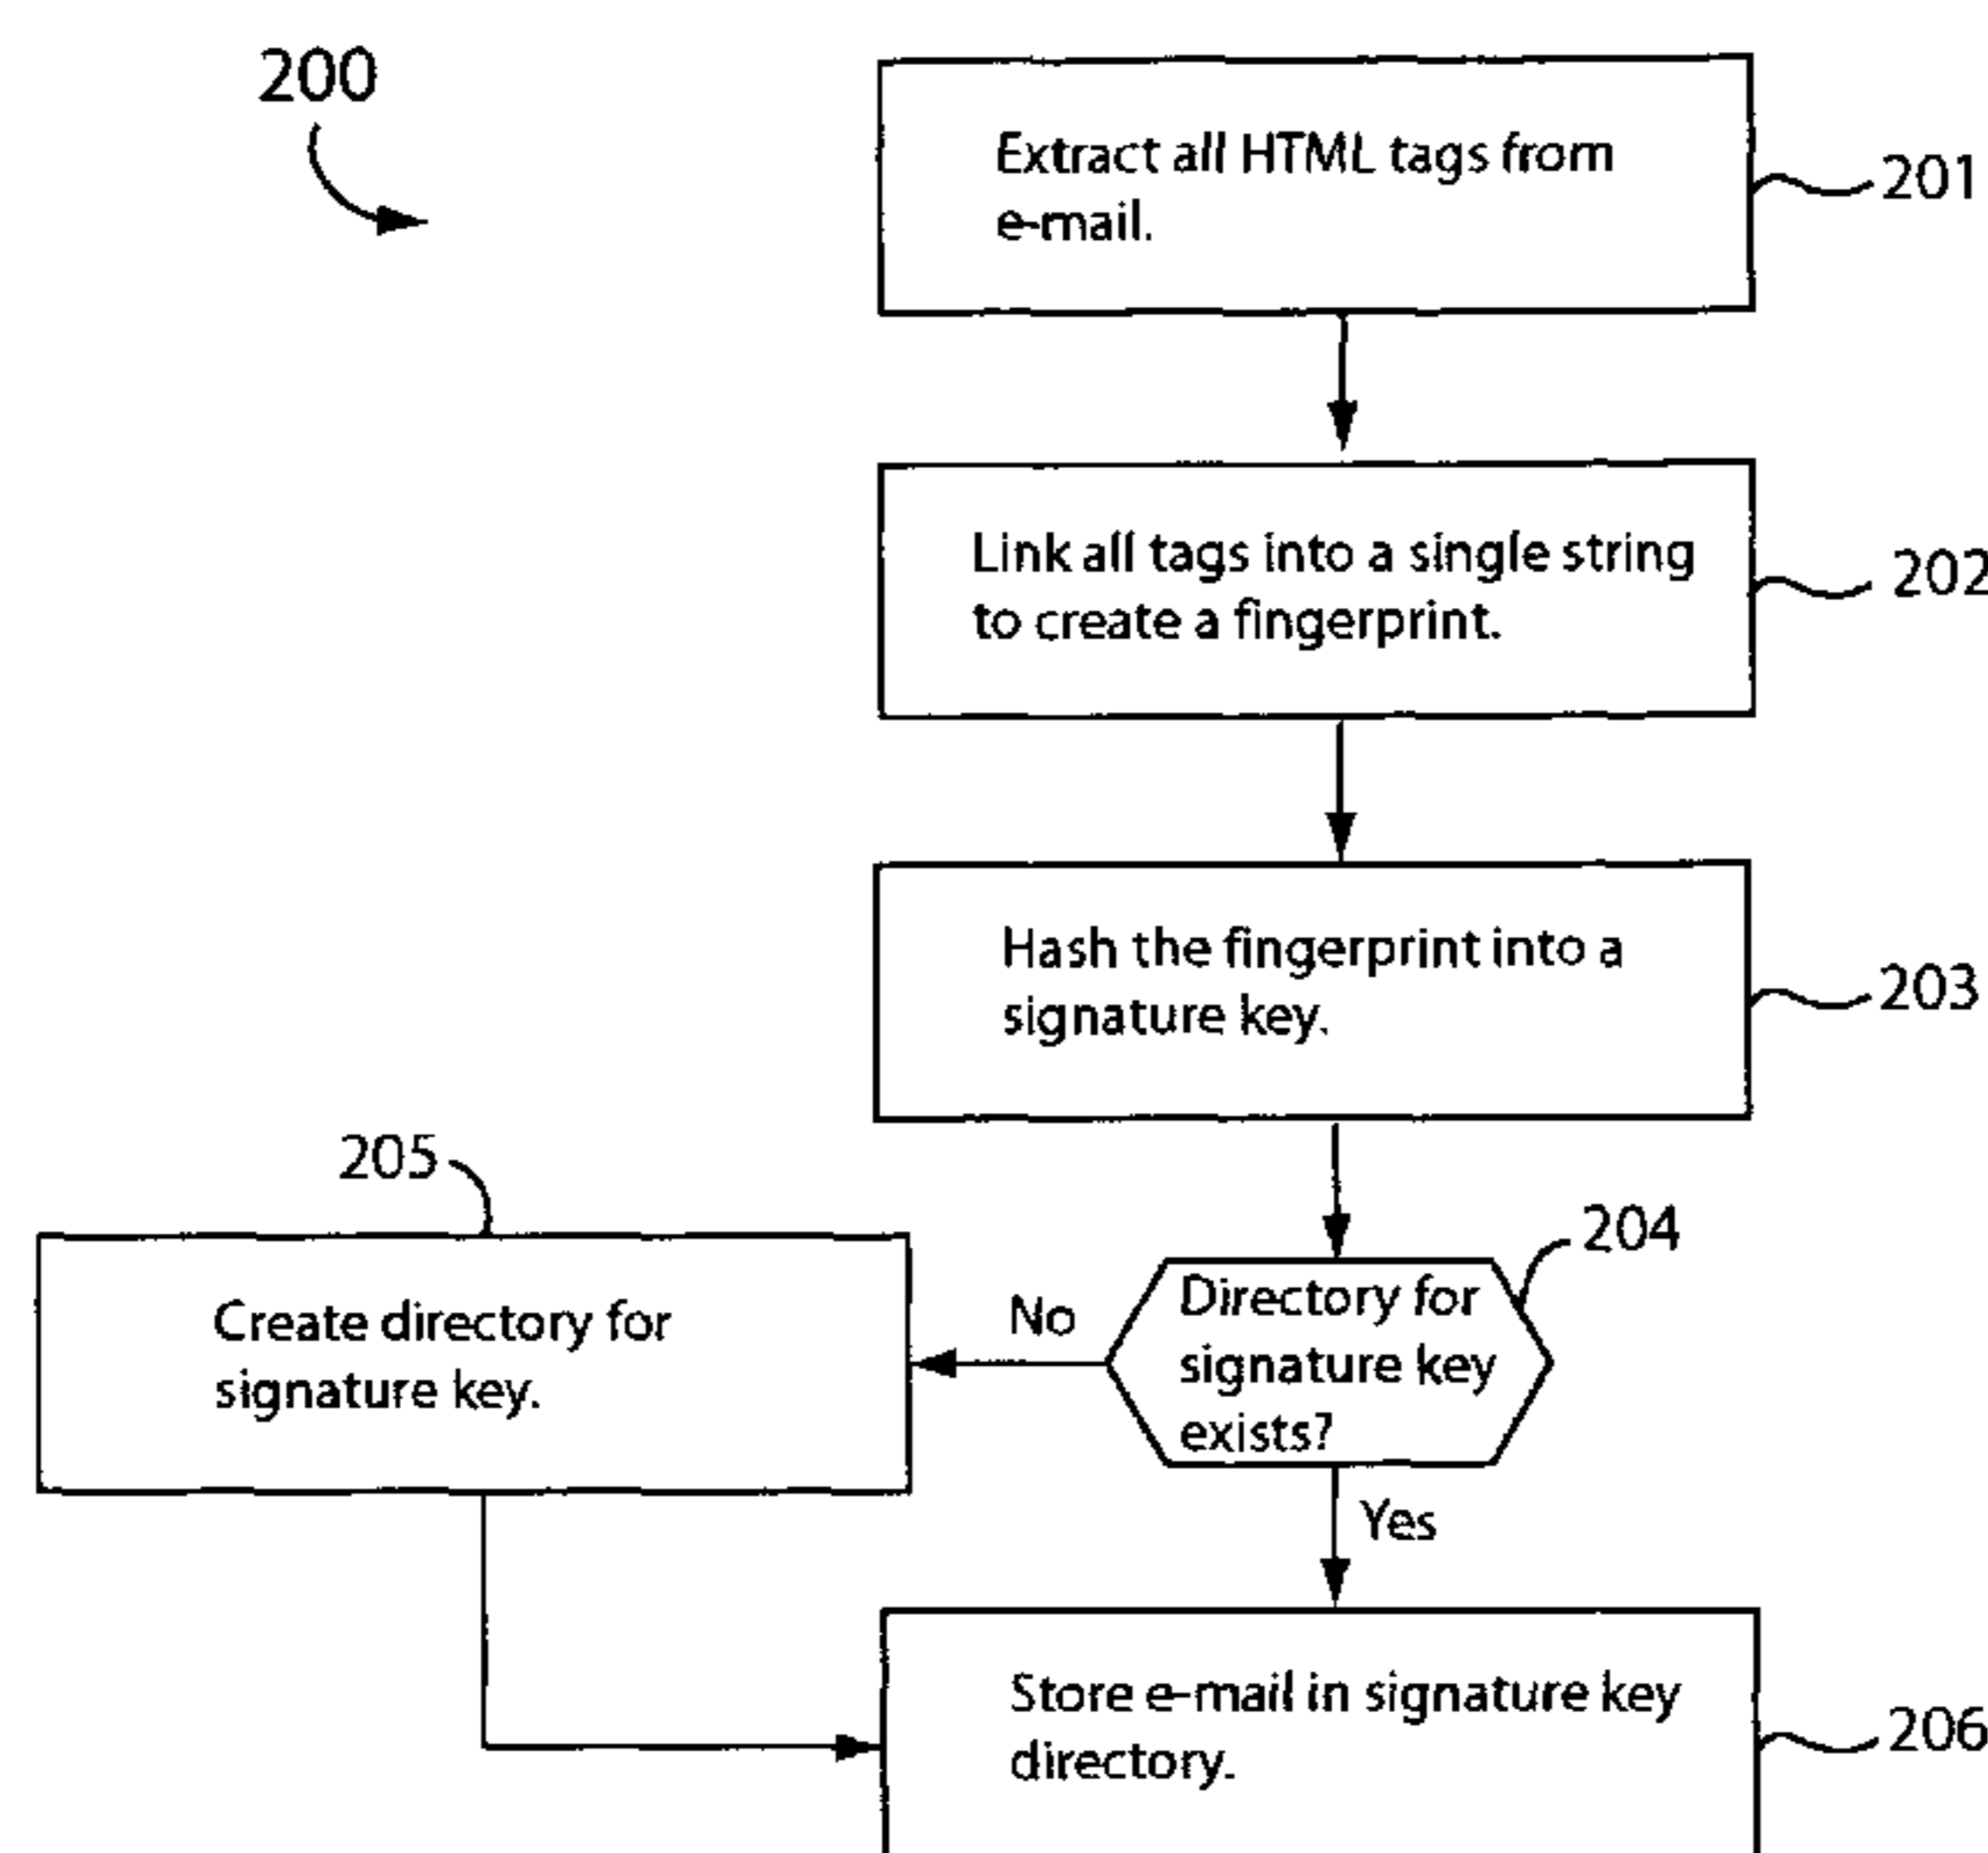 200
Extract all HTML tags from
e-mail.
201
Link all tags into a single string
to create a fingerprint.
202
Hash the fingerprint into a
signature key.
203
205
204
Create directory for
signature key.
No
Directory for
signature key
exists?
Yes
Store e-mail in signature key
directory.
206